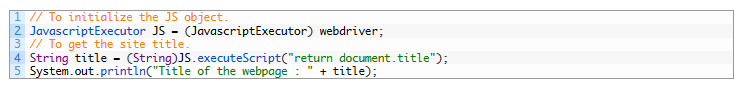 1 // To initialize the JS object.
2 JavascriptExecutor JS = (JavascriptExecutor) webdriver;
3 // To get the site title.
4 String title = (String)JS.executeScript("return document.title");
5 System.out.println("Title of the webpage : " + title);